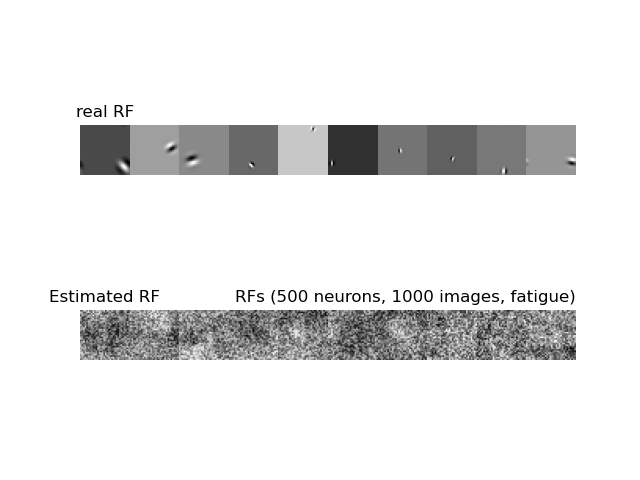 real RF
Estimated RF
RFs (500 neurons, 1000 images, fatigue)